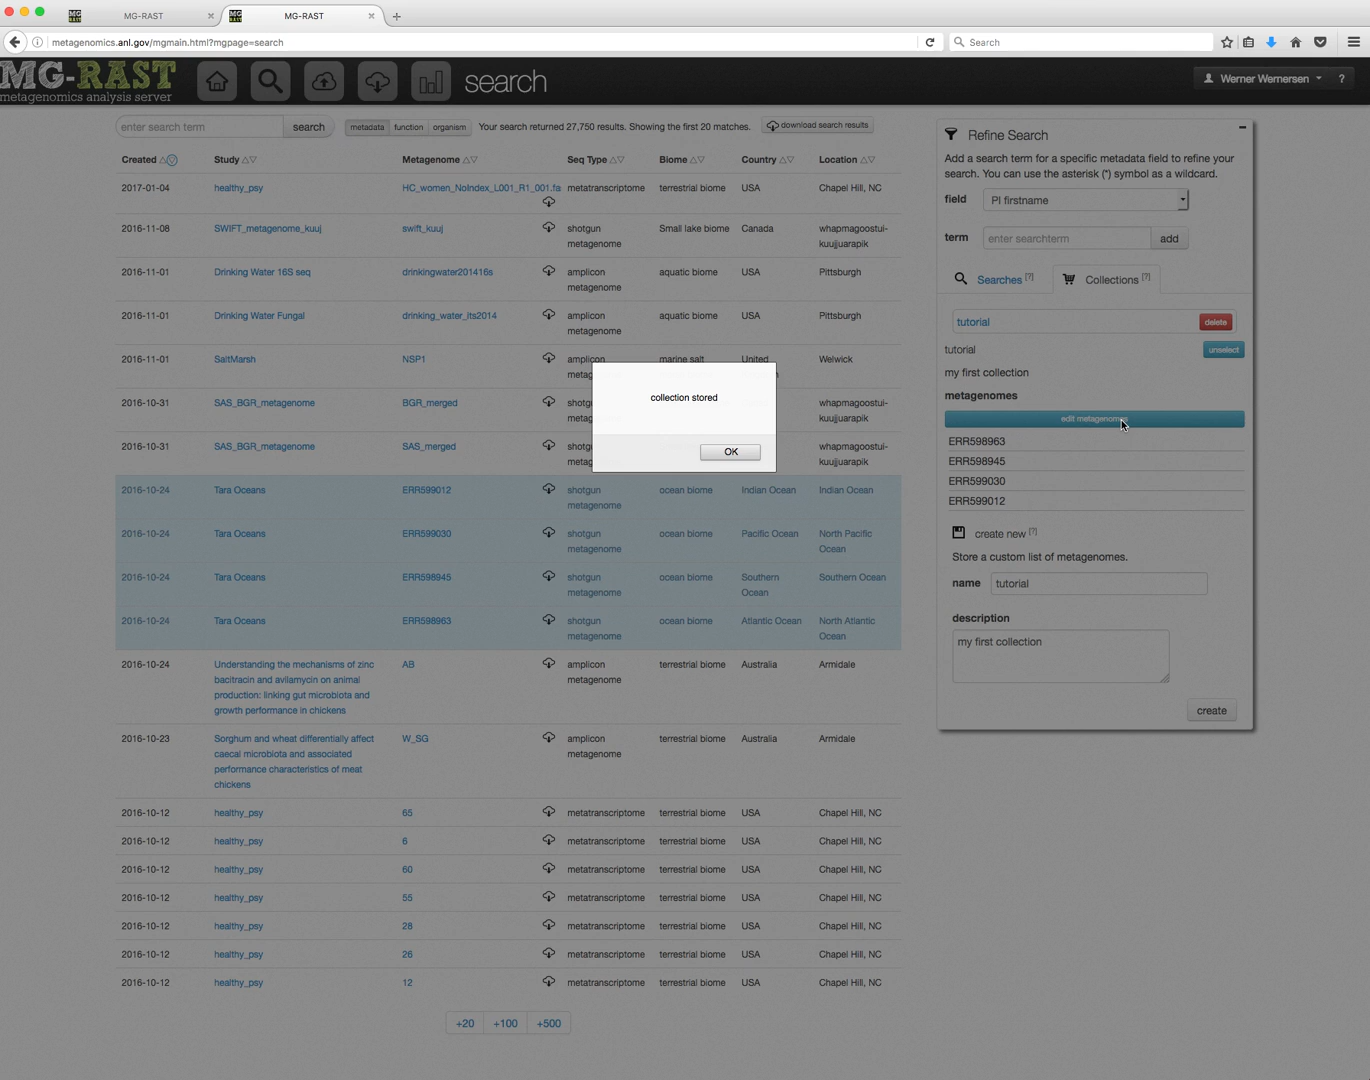 MG-RAST
MG-RAST
metagenomics.anl.gov/mgmain.html?mgpage=search
Search
MG-RAST
metagenomics analysis server
search
Werner Wernersen
?
enter search term
search
metadata function organism
Your search returned 27,750 results. Showing the first 20 matches.
download search results
Created Study Metagenome Seq Type Biome Country Location
2017-01-04 healthy_psy HC_women_NoIndex_L001_R1_001.fa metatranscriptome terrestrial biome USA Chapel Hill, NC
2016-11-08 SWIFT_metagenome_kuuj swift_kuuj shotgun Small lake biome Canada whapmagoostui-
metagenome kuujjuarapik
2016-11-01 Drinking Water 16S seq drinkingwater201416s amplicon aquatic biome USA Pittsburgh
metagenome
2016-11-01 Drinking Water Fungal drinking_water_its2014 amplicon aquatic biome USA Pittsburgh
metagenome
2016-11-01 SaltMarsh NSP1 amplicon marine salt United Welwick
2016-10-31 SAS_BGR_metagenome BGR_merged whapmagoostui-
kuujjuarapik
2016-10-31 SAS_BGR_metagenome SAS_merged whapmagoostui-
kuujjuarapik
2016-10-24 Tara Oceans ERR599012 shotgun ocean biome Indian Ocean Indian Ocean
metagenome
2016-10-24 Tara Oceans ERR599030 shotgun ocean biome Pacific Ocean North Pacific
metagenome Ocean
2016-10-24 Tara Oceans ERR598945 shotgun ocean biome Southern Southern Ocean
metagenome Ocean
2016-10-24 Tara Oceans ERR598963 shotgun ocean biome Atlantic Ocean North Atlantic
metagenome Ocean
2016-10-24 Understanding the mechanisms of zinc AB amplicon terrestrial biome Australia Armidale
bacitracin and avilamycin on animal metagenome
production: linking gut microbiota and
growth performance in chickens
2016-10-23 Sorghum and wheat differentially affect W_SG amplicon terrestrial biome Australia Armidale
caecal microbiota and associated metagenome
performance characteristics of meat
chickens
2016-10-12 healthy_psy 65 metatranscriptome terrestrial biome USA Chapel Hill, NC
2016-10-12 healthy_psy 6 metatranscriptome terrestrial biome USA Chapel Hill, NC
2016-10-12 healthy_psy 60 metatranscriptome terrestrial biome USA Chapel Hill, NC
2016-10-12 healthy_psy 55 metatranscriptome terrestrial biome USA Chapel Hill, NC
2016-10-12 healthy_psy 28 metatranscriptome terrestrial biome USA Chapel Hill, NC
2016-10-12 healthy_psy 26 metatranscriptome terrestrial biome USA Chapel Hill, NC
2016-10-12 healthy_psy 12 metatranscriptome terrestrial biome USA Chapel Hill, NC
+20 +100 +500
collection stored
OK
Refine Search
Add a search term for a specific metadata field to refine your
search. You can use the asterisk (*) symbol as a wildcard.
field PI firstname
term enter searchterm add
Searches [?] Collections [?]
tutorial delete
tutorial unselect
my first collection
metagenomes
edit metagenomes
ERR598963
ERR598945
ERR599030
ERR599012
create new [?]
Store a custom list of metagenomes.
name tutorial
description
my first collection
create